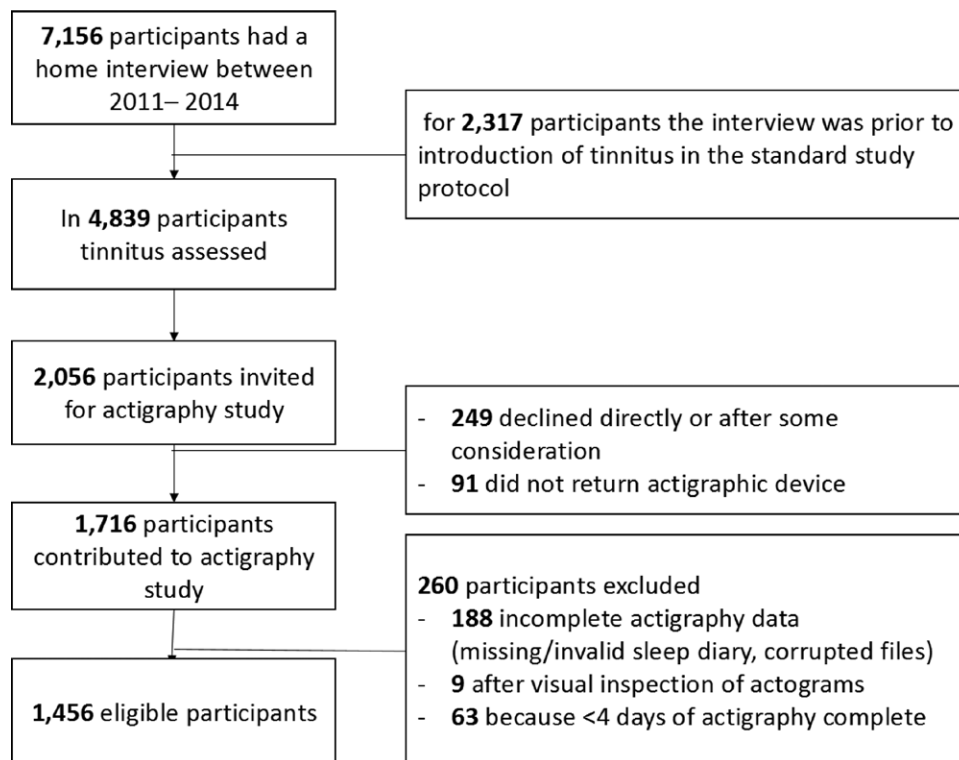 7,156 participants had a
home interview between
2011– 2014
for 2,317 participants the interview was prior to
introduction of tinnitus in the standard study
protocol
In 4,839 participants
tinnitus assessed
2,056 participants invited
for actigraphy study
- 249 declined directly or after some
consideration
- 91 did not return actigraphic device
1,716 participants
contributed to actigraphy
study
260 participants excluded
- 188 incomplete actigraphy data
(missing/invalid sleep diary, corrupted files)
- 9 after visual inspection of actograms
- 63 because <4 days of actigraphy complete
1,456 eligible participants